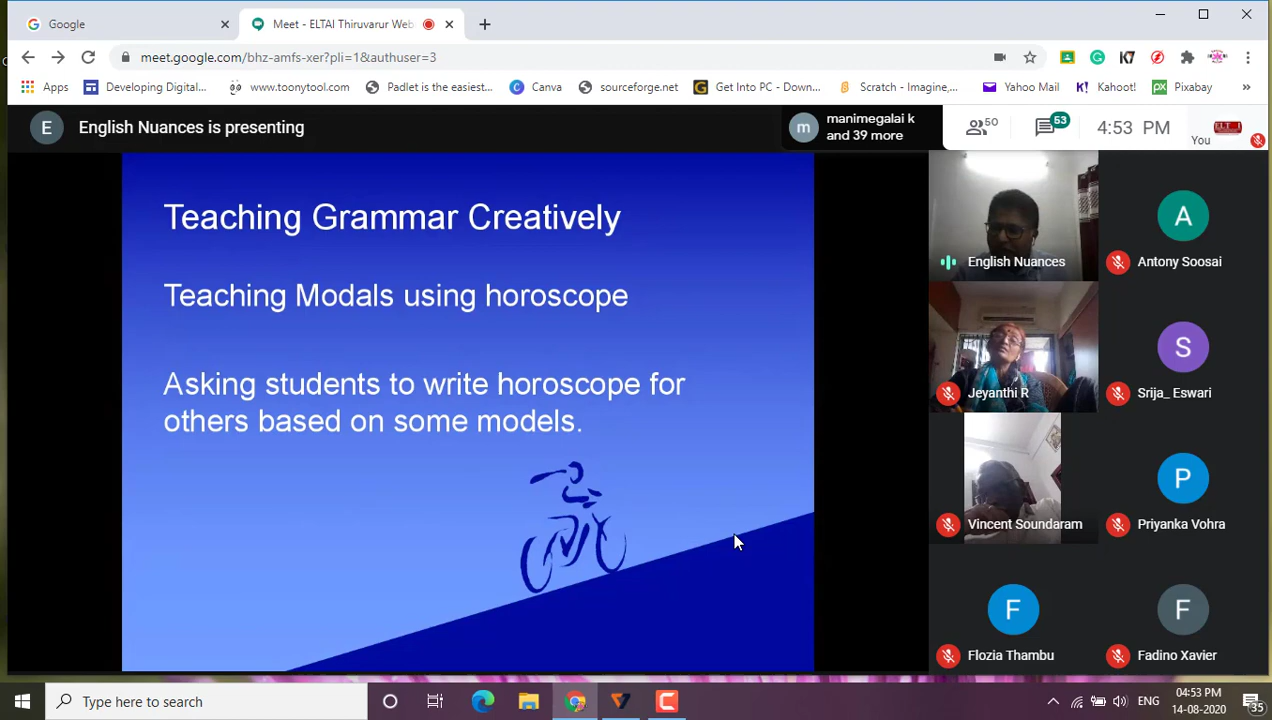 Google
Meet - ELTAI Thiruvarur Web
meet.google.com/bhz-amfs-xer?pli=1&authuser=3
Apps
Developing Digital...
www.tonytool.com
Padlet is the easiest...
Canva
sourceforge.net
Get Into PC - Down...
Scratch - Imagine,...
Yahoo Mail
Kahoot!
Pixabay
E
English Nuances is presenting
m
manimegalai k
and 39 more
50
53
4:53 PM
You
Teaching Grammar Creatively
Teaching Modals using horoscope
Asking students to write horoscope for
others based on some models.
English Nuances
A
Antony Soosai
Jeyanthi R
S
Srija_ Eswari
Vincent Soundaram
P
Priyanka Vohra
F
Flozia Thambu
F
Fadino Xavier
Type here to search
ENG
04:53 PM
14-08-2020
35